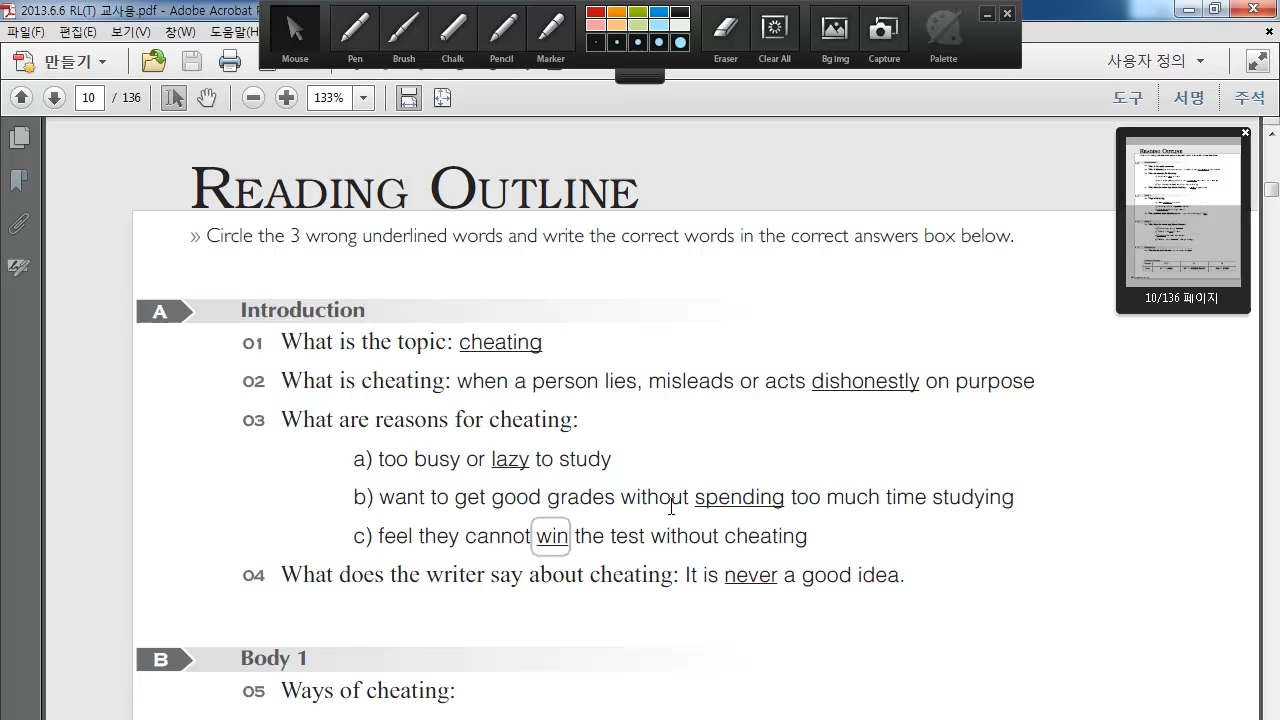 2013.6.6 RL(T) 교사용.pdf - Adobe Acrobat
파일(F) 편집(E) 보기(V) 창(W) 도움말(H)
Mouse Pen Brush Chalk Pencil Marker Eraser Clear All Bg img Capture Palette
만들기 사용자 정의
10 / 136 133% 도구 서명 주석
READING OUTLINE
» Circle the 3 wrong underlined words and write the correct words in the correct answers box below.
A Introduction
01 What is the topic: cheating
02 What is cheating: when a person lies, misleads or acts dishonestly on purpose
03 What are reasons for cheating:
a) too busy or lazy to study
b) want to get good grades without spending too much time studying
c) feel they cannot win the test without cheating
04 What does the writer say about cheating: It is never a good idea.
B Body 1
05 Ways of cheating:
READING OUTLINE
10/136 페이지